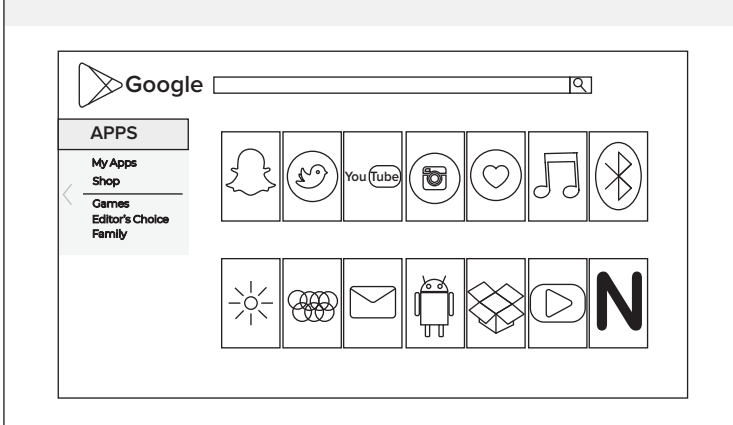 Google
APPS
My Apps
Shop
Games
Editor's Choice
Family
You Tube
N